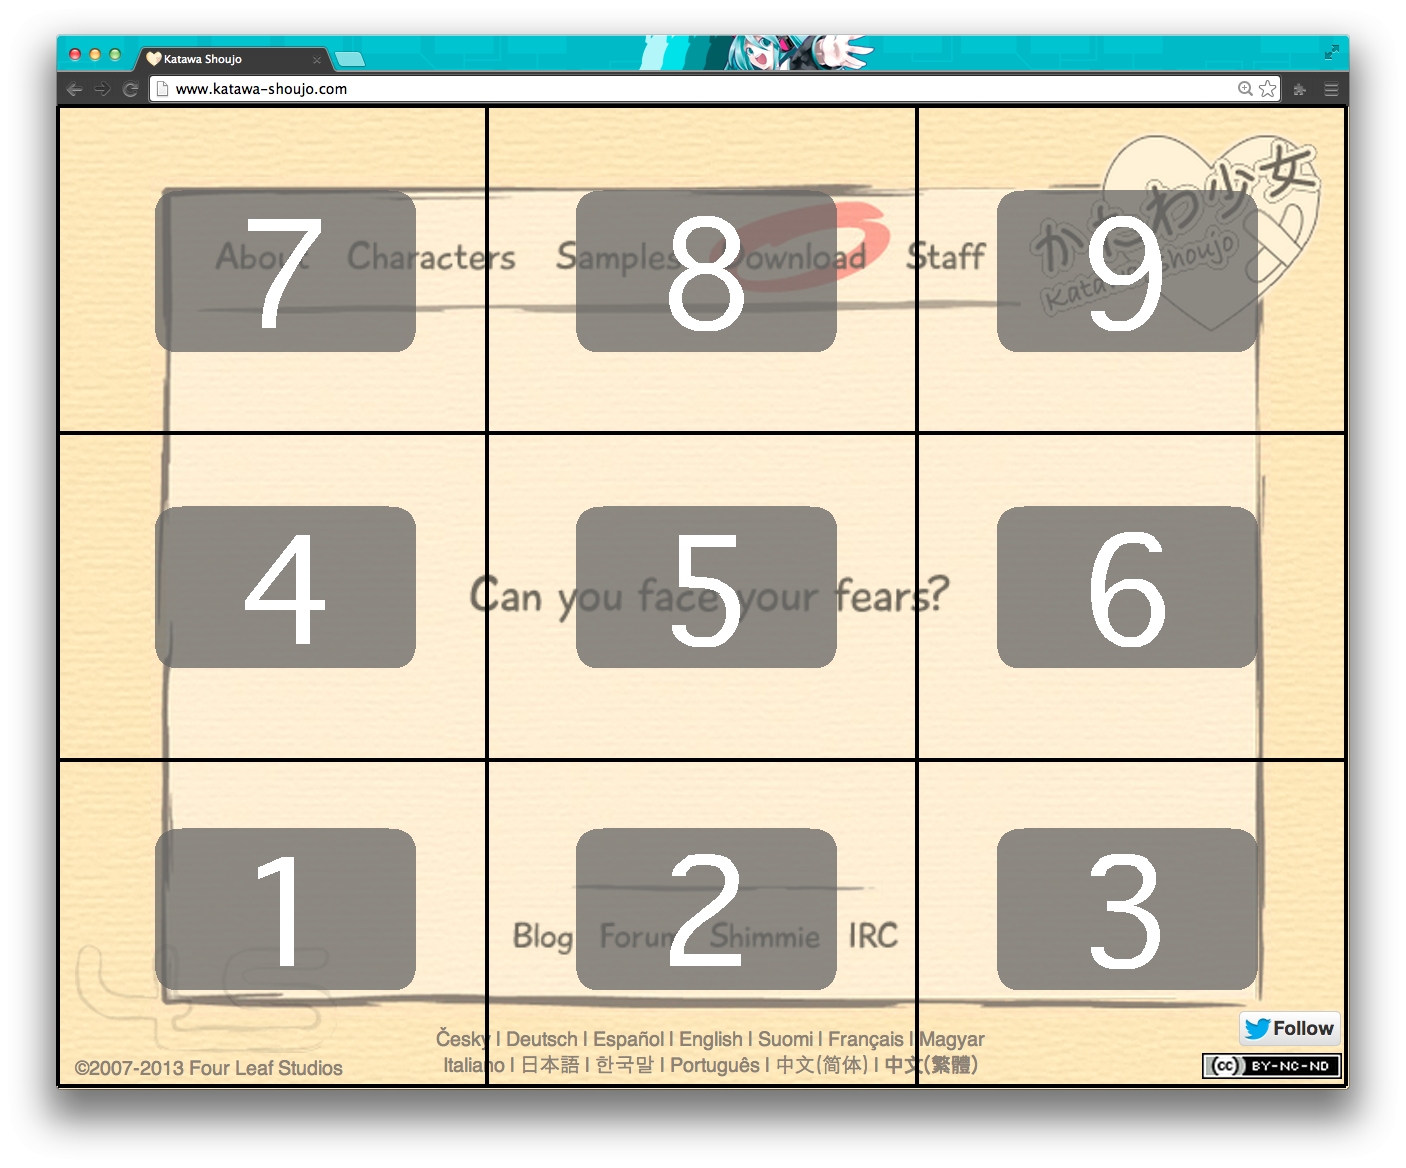 Katawa Shoujo
www.katawa-shoujo.com
かたわ少女
Katawa Shoujo
About Characters Samples Download Staff
7 8 9
4 5 6
Can you face your fears?
1 2 3
Blog Forum Shimmie IRC
4LS
Česky | Deutsch | Español | English | Suomi | Français | Magyar
Italiano | 日本語 | 한국말 | Português | 中文(简体) | 中文(繁體)
©2007-2013 Four Leaf Studios
Follow
cc BY-NC-ND